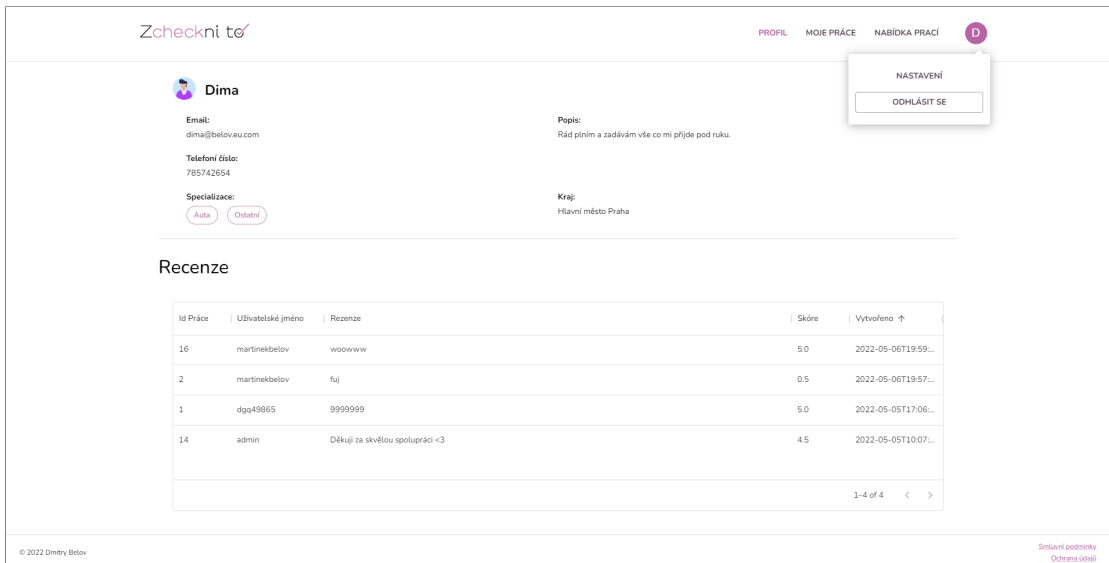 Zcheckni to
PROFIL MOJE PRÁCE NABÍDKA PRACÍ D
NASTAVENÍ
ODHLÁSIT SE
Dima
Email: Popis:
dima@belov.eu.com Rád plním a zadávám vše co mi přijde pod ruku.
Telefoní číslo:
785742654
Specializace: Kraj:
Auta Ostatní Hlavní město Praha
Recenze
Id Práce Uživatelské jméno Rezenze Skóre Vytvořeno ↑
16 martinekbelov woowww 5.0 2022-05-06T19:59:...
2 martinekbelov fuj 0.5 2022-05-06T19:57:...
1 dgq49865 9999999 5.0 2022-05-05T17:06:...
14 admin Děkuji za skvělou spolupráci <3 4.5 2022-05-05T10:07:...
1–4 of 4 < >
© 2022 Dmitry Belov Smluvní podmínky
Ochrana údajů